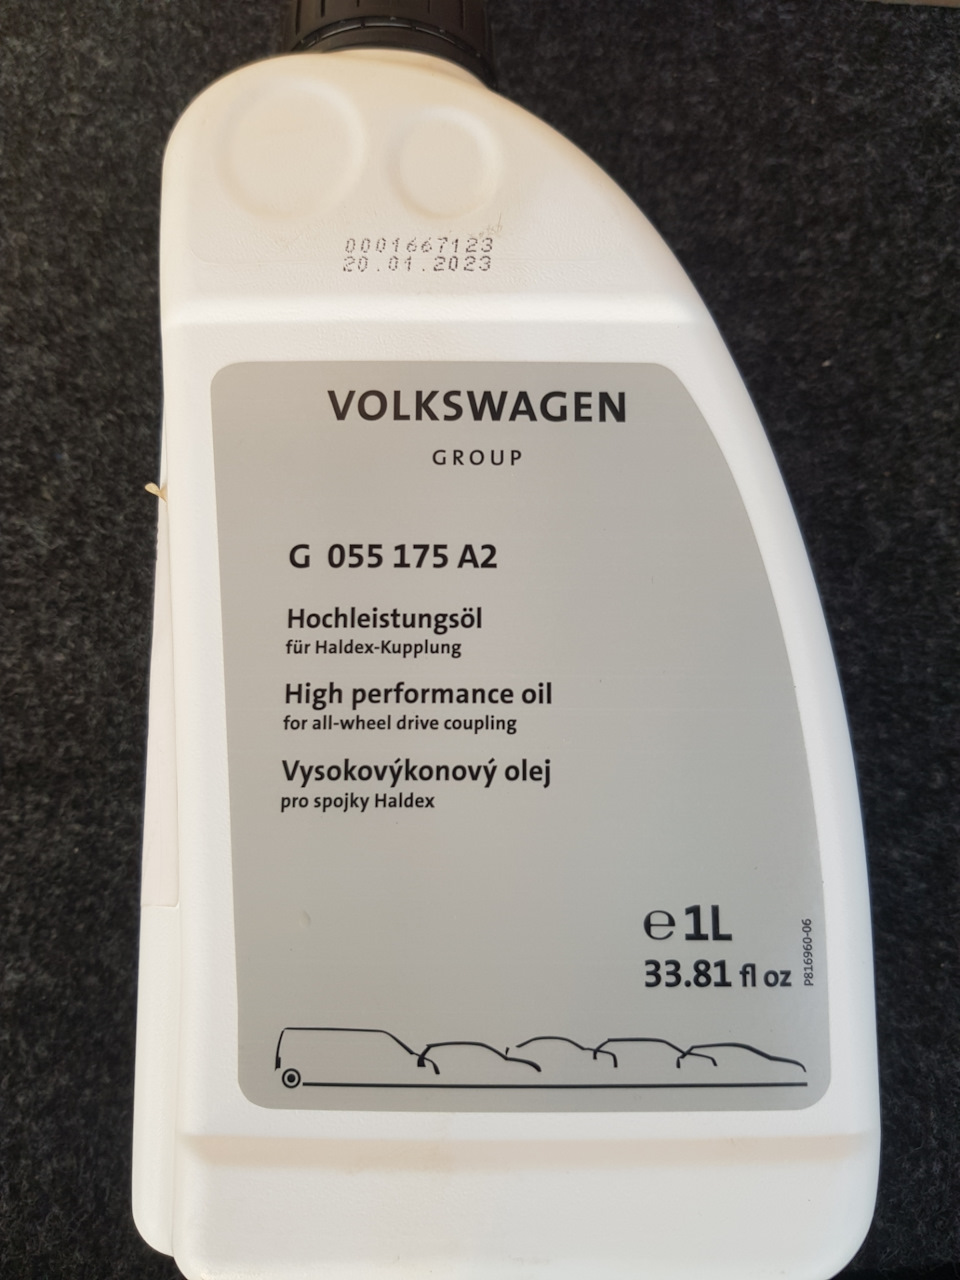 0001667123
20.01.2023
VOLKSWAGEN
GROUP
G 055 175 A2
Hochleistungsöl
für Haldex-Kupplung
High performance oil
for all-wheel drive coupling
Vysokovýkonový olej
pro spojky Haldex
℮ 1L
33.81 fl oz
P816960-06